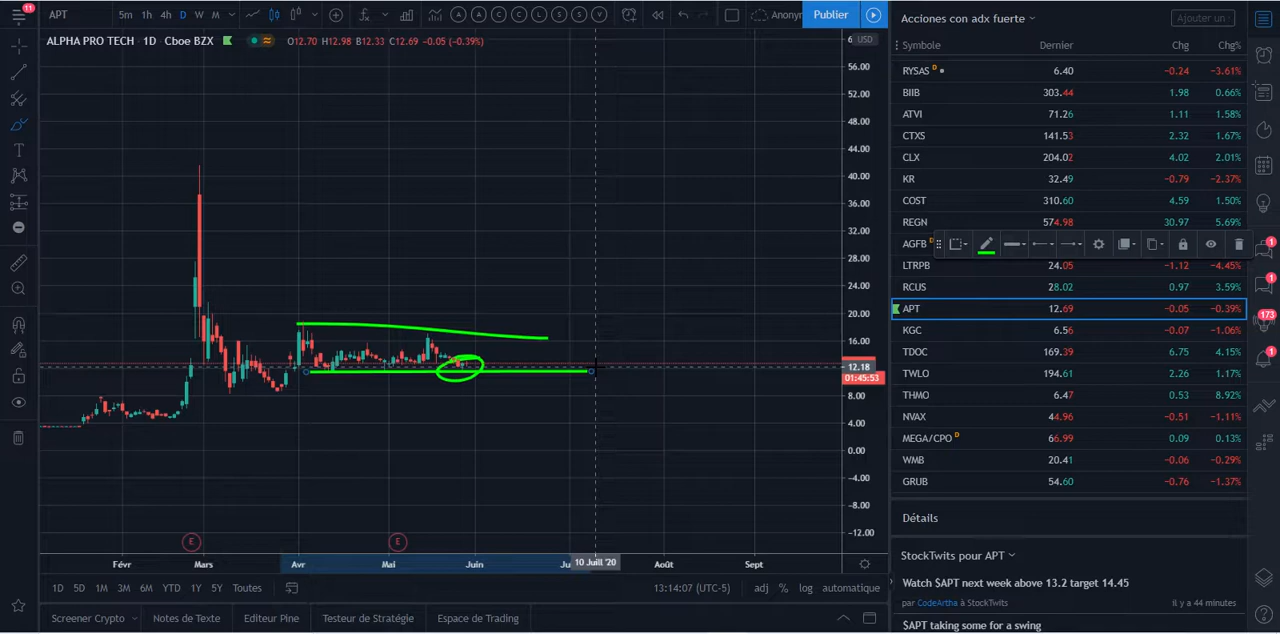 11
APT
5m 1h 4h D W M
Anonyr
Publier
ALPHA PRO TECH · 1D · Cboe BZX
O12.70 H12.98 B12.33 C12.69 −0.05 (−0.39%)
USD
56.00
52.00
48.00
44.00
40.00
36.00
32.00
28.00
24.00
20.00
16.00
12.18
01:45:53
8.00
4.00
0.00
−4.00
−8.00
−12.00
E
E
Févr Mars Avr Mai Juin Ju 10 Juill '20 Août Sept
1D 5D 1M 3M 6M YTD 1Y 5Y Toutes
13:14:07 (UTC-5) adj % log automatique
Screener Crypto Notes de Texte Editeur Pine Testeur de Stratégie Espace de Trading
Acciones con adx fuerte
Ajouter un
Symbole Dernier Chg Chg%
RYSAS D 6.40 −0.24 −3.61%
BIIB 303.44 1.98 0.66%
ATVI 71.26 1.11 1.58%
CTXS 141.53 2.32 1.67%
CLX 204.02 4.02 2.01%
KR 32.49 −0.79 −2.37%
COST 310.60 4.59 1.50%
REGN 574.98 30.97 5.69%
AGFB D
LTRPB 24.05 −1.12 −4.45%
RCUS 28.02 0.97 3.59%
APT 12.69 −0.05 −0.39%
KGC 6.56 −0.07 −1.06%
TDOC 169.39 6.75 4.15%
TWLO 194.61 2.26 1.17%
THMO 6.47 0.53 8.92%
NVAX 44.96 −0.51 −1.11%
MEGA/CPO D 66.99 0.09 0.13%
WMB 20.41 −0.06 −0.29%
GRUB 54.60 −0.76 −1.37%
Détails
StockTwits pour APT
Watch $APT next week above 13.2 target 14.45
par CodeArtha à StockTwits il y a 44 minutes
$APT taking some for a swing
1
1
173
1